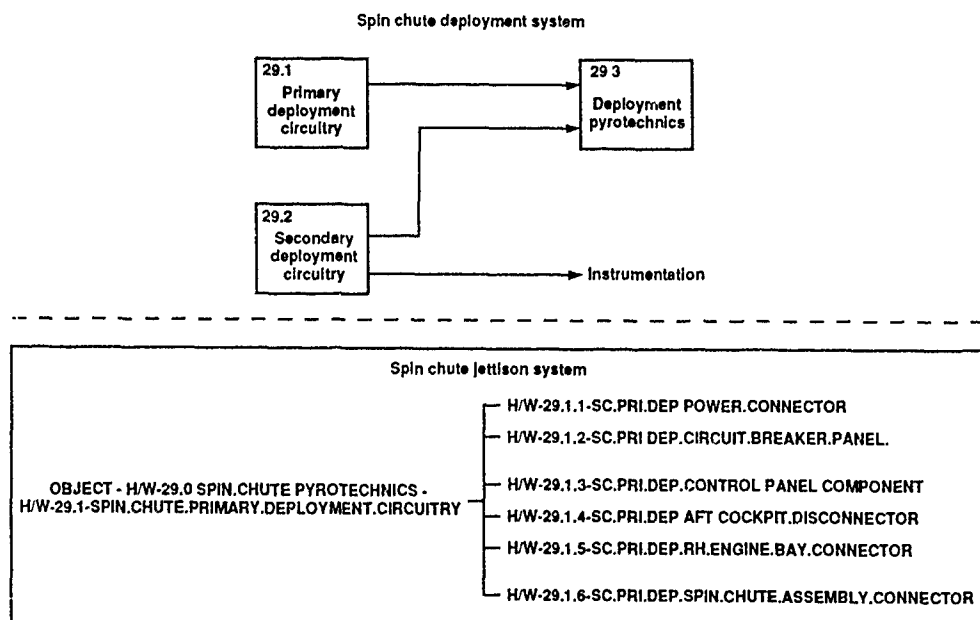 Spin chute deployment system
29.1
Primary
deployment
circuitry
29 3
Deployment
pyrotechnics
29.2
Secondary
deployment
circuitry
Instrumentation
Spin chute jettison system
H/W-29.1.1-SC.PRI.DEP POWER.CONNECTOR
H/W-29.1.2-SC.PRI DEP.CIRCUIT.BREAKER.PANEL.
OBJECT - H/W-29.0 SPIN.CHUTE PYROTECHNICS -
H/W-29.1-SPIN.CHUTE.PRIMARY.DEPLOYMENT.CIRCUITRY
H/W-29.1.3-SC.PRI.DEP.CONTROL PANEL COMPONENT
H/W-29.1.4-SC.PRI.DEP AFT COCKPIT.DISCONNECTOR
H/W-29.1.5-SC.PRI.DEP.RH.ENGINE.BAY.CONNECTOR
H/W-29.1.6-SC.PRI.DEP.SPIN.CHUTE.ASSEMBLY.CONNECTOR